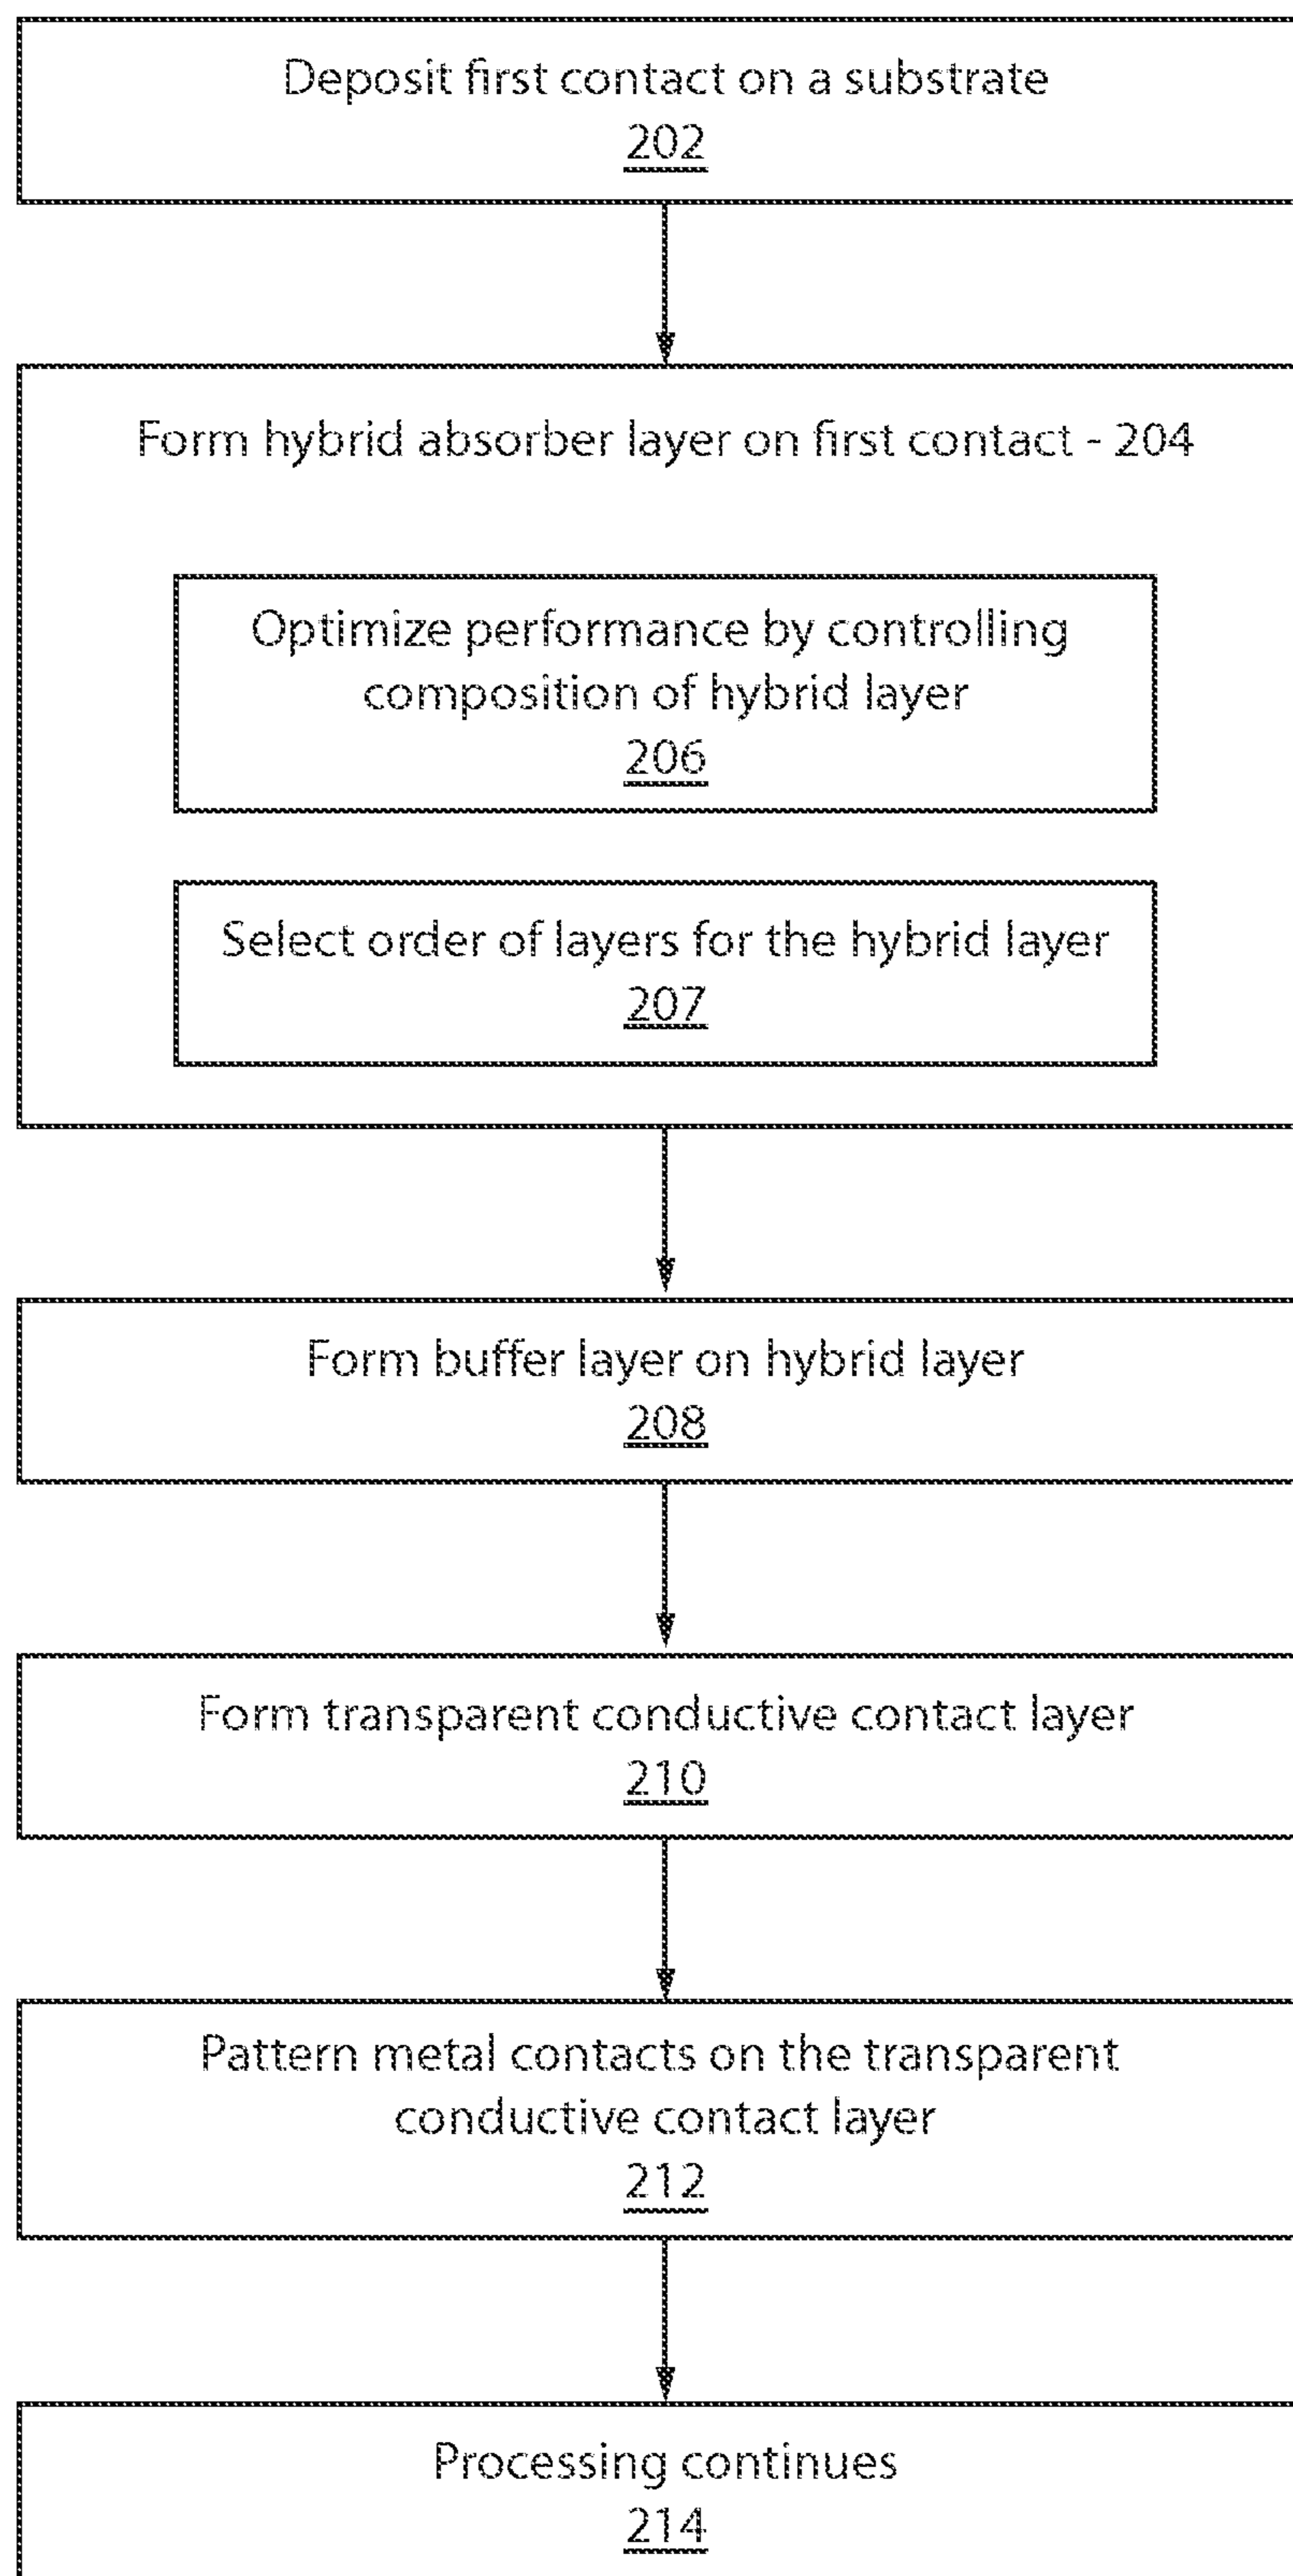 Deposit first contact on a substrate
202
Form hybrid absorber layer on first contact - 204
Optimize performance by controlling
composition of hybrid layer
206
Select order of layers for the hybrid layer
207
Form buffer layer on hybrid layer
208
Form transparent conductive contact layer
210
Pattern metal contacts on the transparent
conductive contact layer
212
Processing continues
214